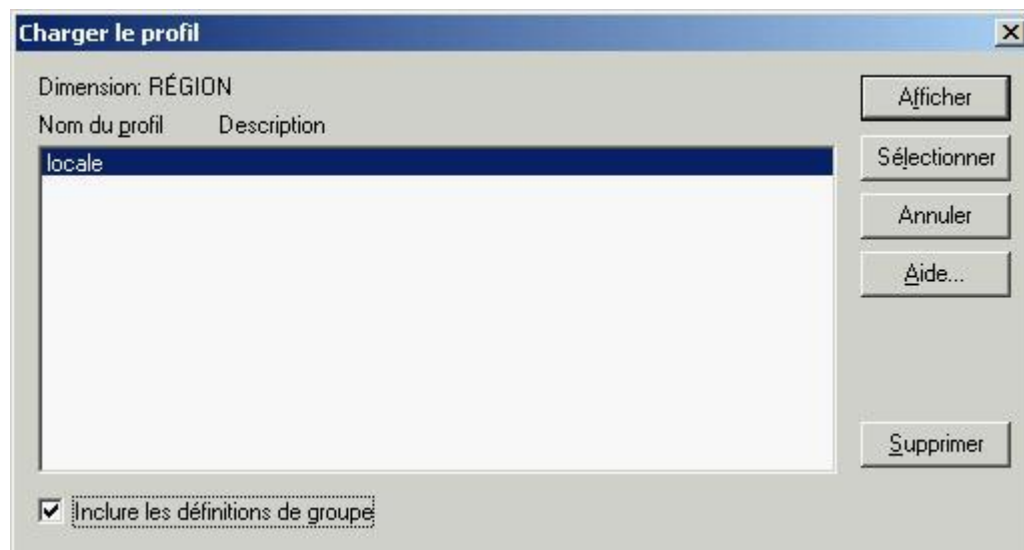 Charger le profil
Dimension: RÉGION
Nom du profil Description
locale
Afficher
Sélectionner
Annuler
Aide...
Supprimer
Inclure les définitions de groupe